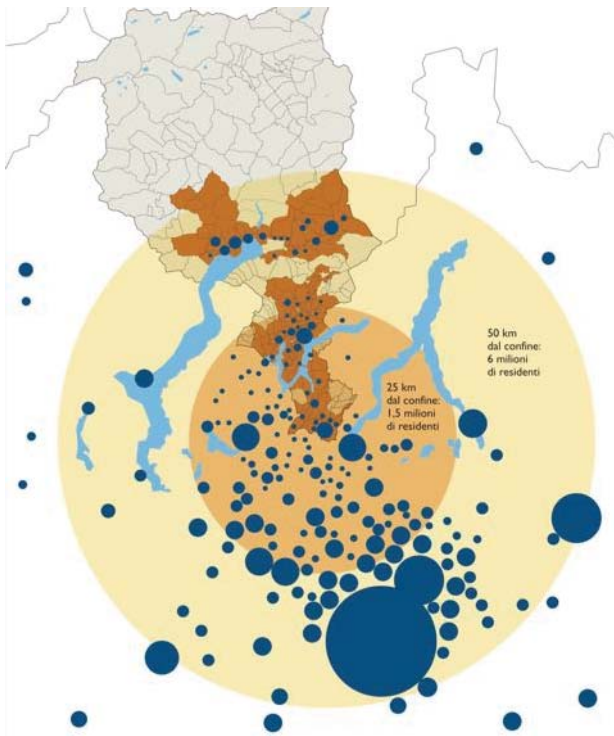 50 km
dal confine:
6 milioni
di residenti
25 km
dal confine:
1,5 milioni
di residenti